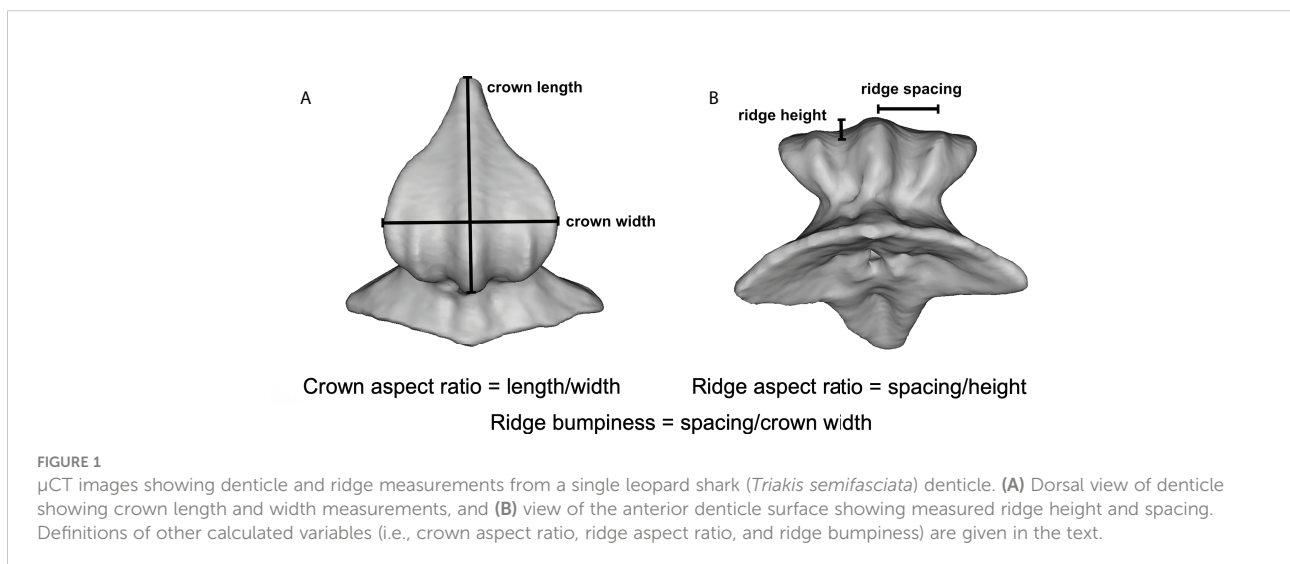 A
crown length
crown width
B
ridge spacing
ridge height
Crown aspect ratio = length/width
Ridge aspect ratio = spacing/height
Ridge bumpiness = spacing/crown width
FIGURE 1
µCT images showing denticle and ridge measurements from a single leopard shark (Triakis semifasciata) denticle. (A) Dorsal view of denticle
showing crown length and width measurements, and (B) view of the anterior denticle surface showing measured ridge height and spacing.
Definitions of other calculated variables (i.e., crown aspect ratio, ridge aspect ratio, and ridge bumpiness) are given in the text.